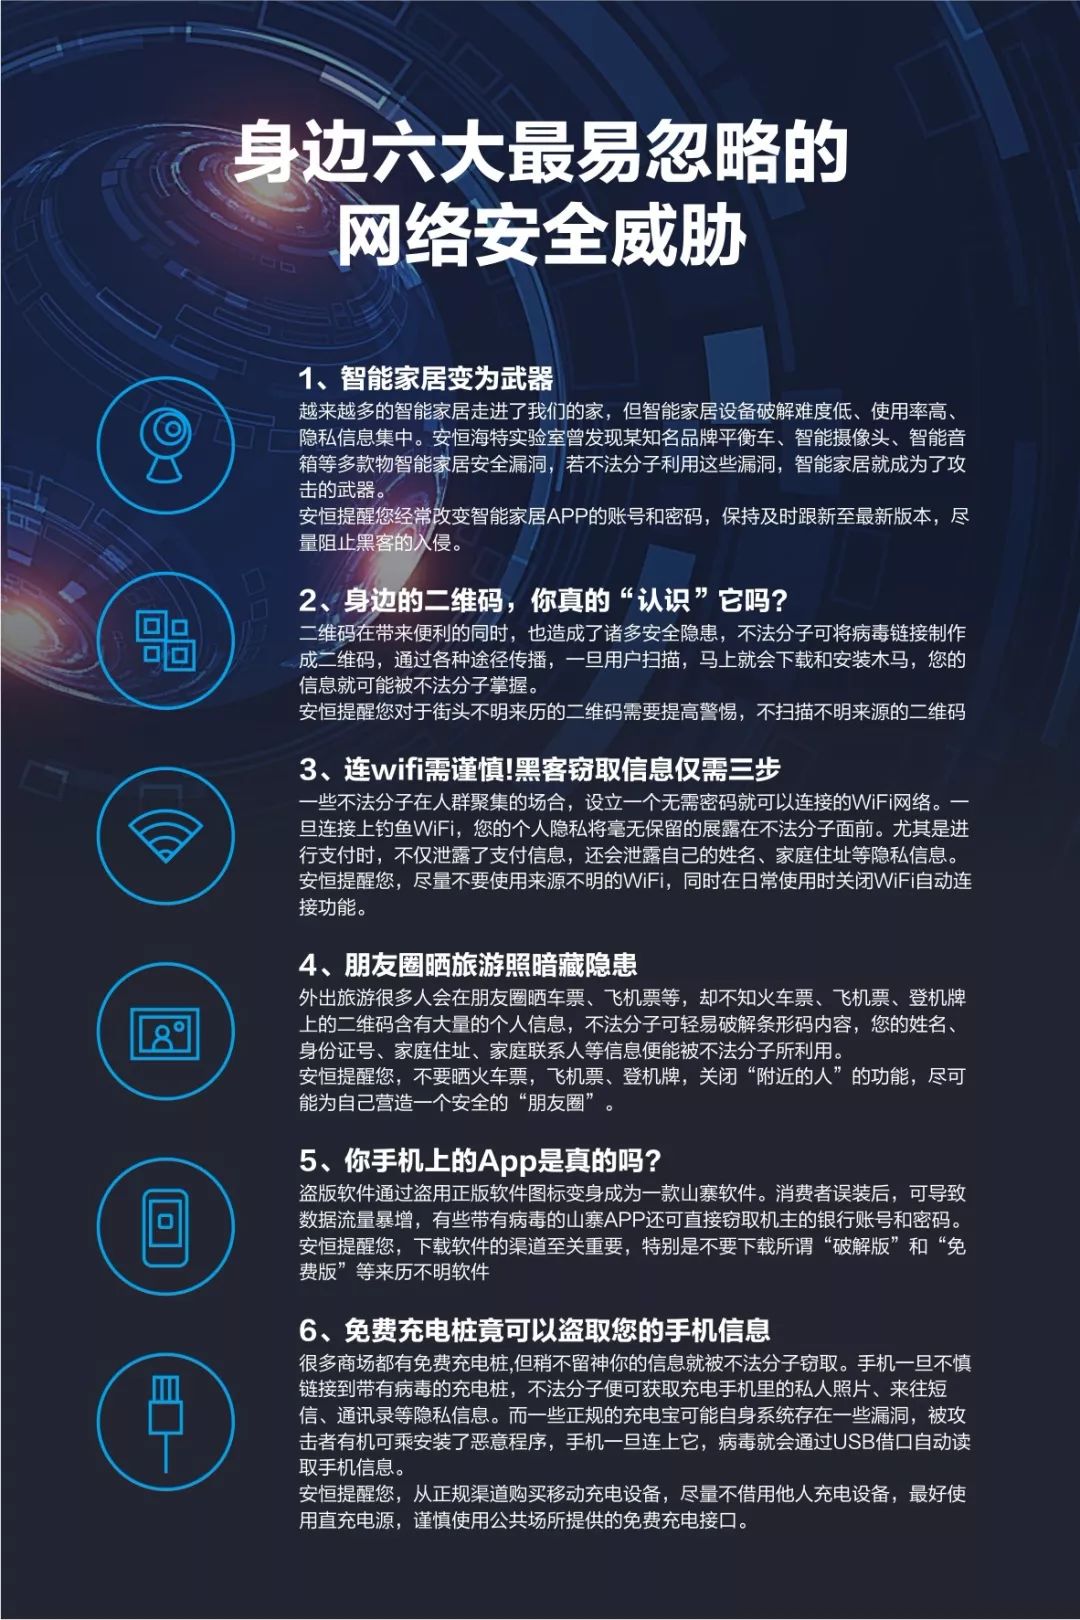 身边六大最易忽略的
网络安全威胁
1、智能家居变为武器
越来越多的智能家居走进了我们的家，但智能家居设备破解难度低、使用率高、
隐私信息集中。安恒海特实验室曾发现某知名品牌平衡车、智能摄像头、智能音
箱等多款物智能家居安全漏洞，若不法分子利用这些漏洞，智能家居就成为了攻
击的武器。
安恒提醒您经常改变智能家居APP的账号和密码，保持及时跟新至最新版本，尽
量阻止黑客的入侵。
2、身边的二维码，你真的“认识”它吗?
二维码在带来便利的同时，也造成了诸多安全隐患，不法分子可将病毒链接制作
成二维码，通过各种途径传播，一旦用户扫描，马上就会下载和安装木马，您的
信息就可能被不法分子掌握。
安恒提醒您对于街头不明来历的二维码需要提高警惕，不扫描不明来源的二维码
3、连wifi需谨慎!黑客窃取信息仅需三步
一些不法分子在人群聚集的场合，设立一个无需密码就可以连接的WiFi网络。一
旦连接上钓鱼WiFi，您的个人隐私将毫无保留的展露在不法分子面前。尤其是进
行支付时，不仅泄露了支付信息，还会泄露自己的姓名、家庭住址等隐私信息。
安恒提醒您，尽量不要使用来源不明的WiFi，同时在日常使用时关闭WiFi自动连
接功能。
4、朋友圈晒旅游照暗藏隐患
外出旅游很多人会在朋友圈晒车票、飞机票等，却不知火车票、飞机票、登机牌
上的二维码含有大量的个人信息，不法分子可轻易破解条形码内容，您的姓名、
身份证号、家庭住址、家庭联系人等信息便能被不法分子所利用。
安恒提醒您，不要晒火车票，飞机票、登机牌，关闭“附近的人”的功能，尽可
能为自己营造一个安全的“朋友圈”。
5、你手机上的App是真的吗?
盗版软件通过盗用正版软件图标变身成为一款山寨软件。消费者误装后，可导致
数据流量暴增，有些带有病毒的山寨APP还可直接窃取机主的银行账号和密码。
安恒提醒您，下载软件的渠道至关重要，特别是不要下载所谓“破解版”和“免
费版”等来历不明软件
6、免费充电桩竟可以盗取您的手机信息
很多商场都有免费充电桩,但稍不留神你的信息就被不法分子窃取。手机一旦不慎
链接到带有病毒的充电桩，不法分子便可获取充电手机里的私人照片、来往短
信、通讯录等隐私信息。而一些正规的充电宝可能自身系统存在一些漏洞，被攻
击者有机可乘安装了恶意程序，手机一旦连上它，病毒就会通过USB借口自动读
取手机信息。
安恒提醒您，从正规渠道购买移动充电设备，尽量不借用他人充电设备，最好使
用直充电源，谨慎使用公共场所提供的免费充电接口。